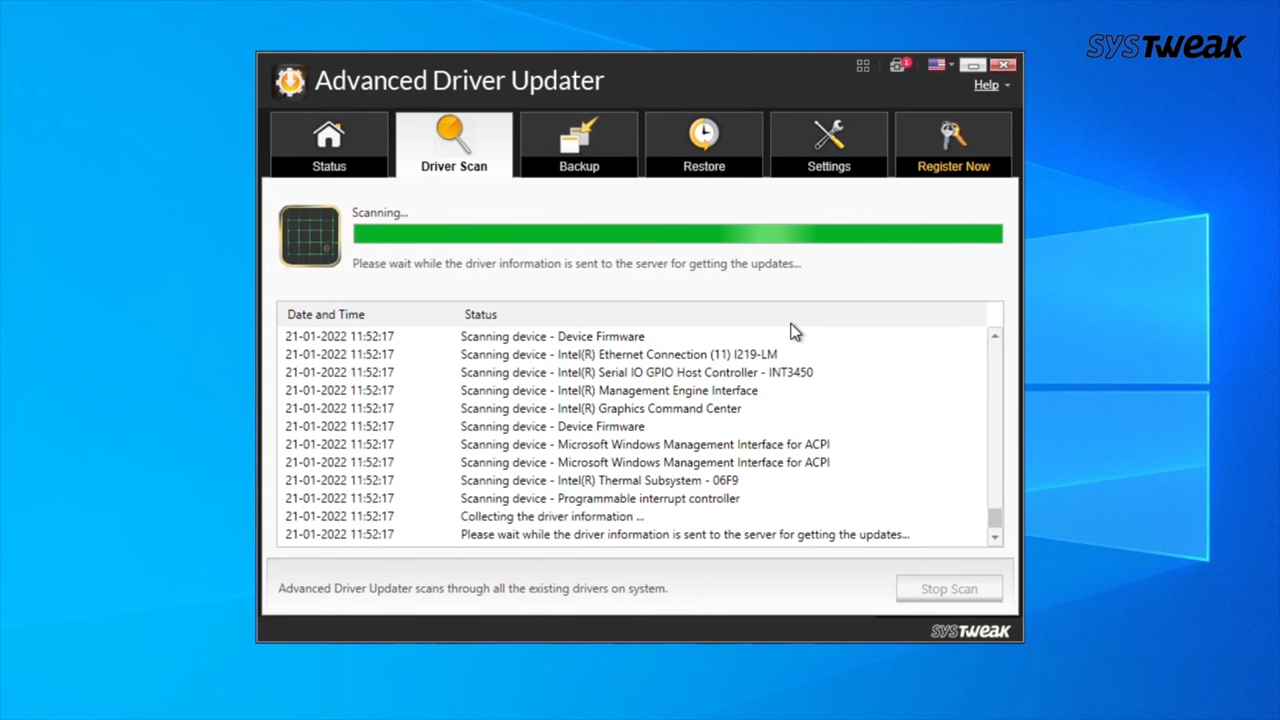 SYSTweak
Advanced Driver Updater
1
Help
Status
Driver Scan
Backup
Restore
Settings
Register Now
Scanning...
0
Please wait while the driver information is sent to the server for getting the updates...
Date and Time Status
21-01-2022 11:52:17 Scanning device - Device Firmware
21-01-2022 11:52:17 Scanning device - Intel(R) Ethernet Connection (11) I219-LM
21-01-2022 11:52:17 Scanning device - Intel(R) Serial IO GPIO Host Controller - INT3450
21-01-2022 11:52:17 Scanning device - Intel(R) Management Engine Interface
21-01-2022 11:52:17 Scanning device - Intel(R) Graphics Command Center
21-01-2022 11:52:17 Scanning device - Device Firmware
21-01-2022 11:52:17 Scanning device - Microsoft Windows Management Interface for ACPI
21-01-2022 11:52:17 Scanning device - Microsoft Windows Management Interface for ACPI
21-01-2022 11:52:17 Scanning device - Intel(R) Thermal Subsystem - 06F9
21-01-2022 11:52:17 Scanning device - Programmable interrupt controller
21-01-2022 11:52:17 Collecting the driver information ...
21-01-2022 11:52:17 Please wait while the driver information is sent to the server for getting the updates...
Advanced Driver Updater scans through all the existing drivers on system.
Stop Scan
SYSTweak